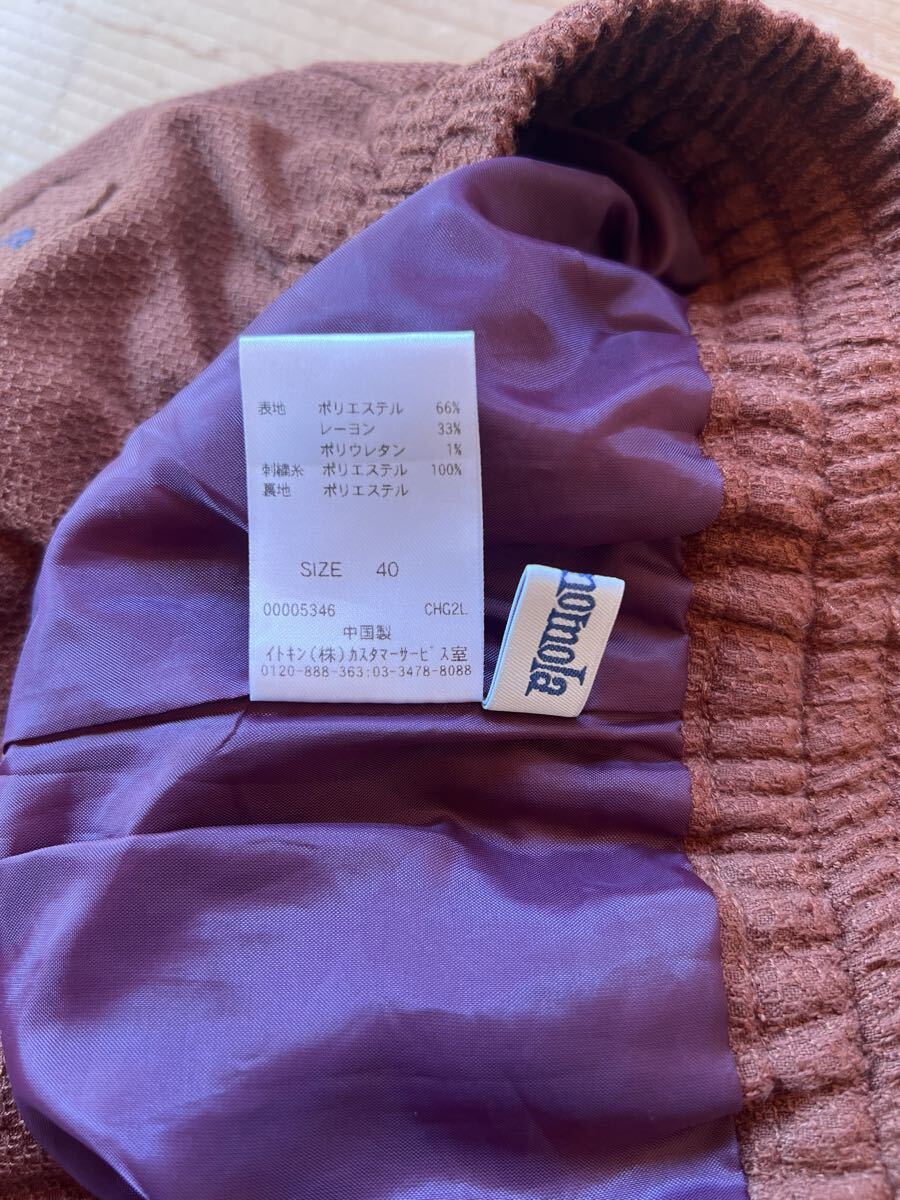 表地 ポリエステル 66%
レーヨン 33%
ポリウレタン 1%
刺繍糸 ポリエステル 100%
裏地 ポリエステル
SIZE 40
00005346 CHG2L
中国製
イトキン(株)カスタマーサービス室
0120-888-363:03-3478-8088